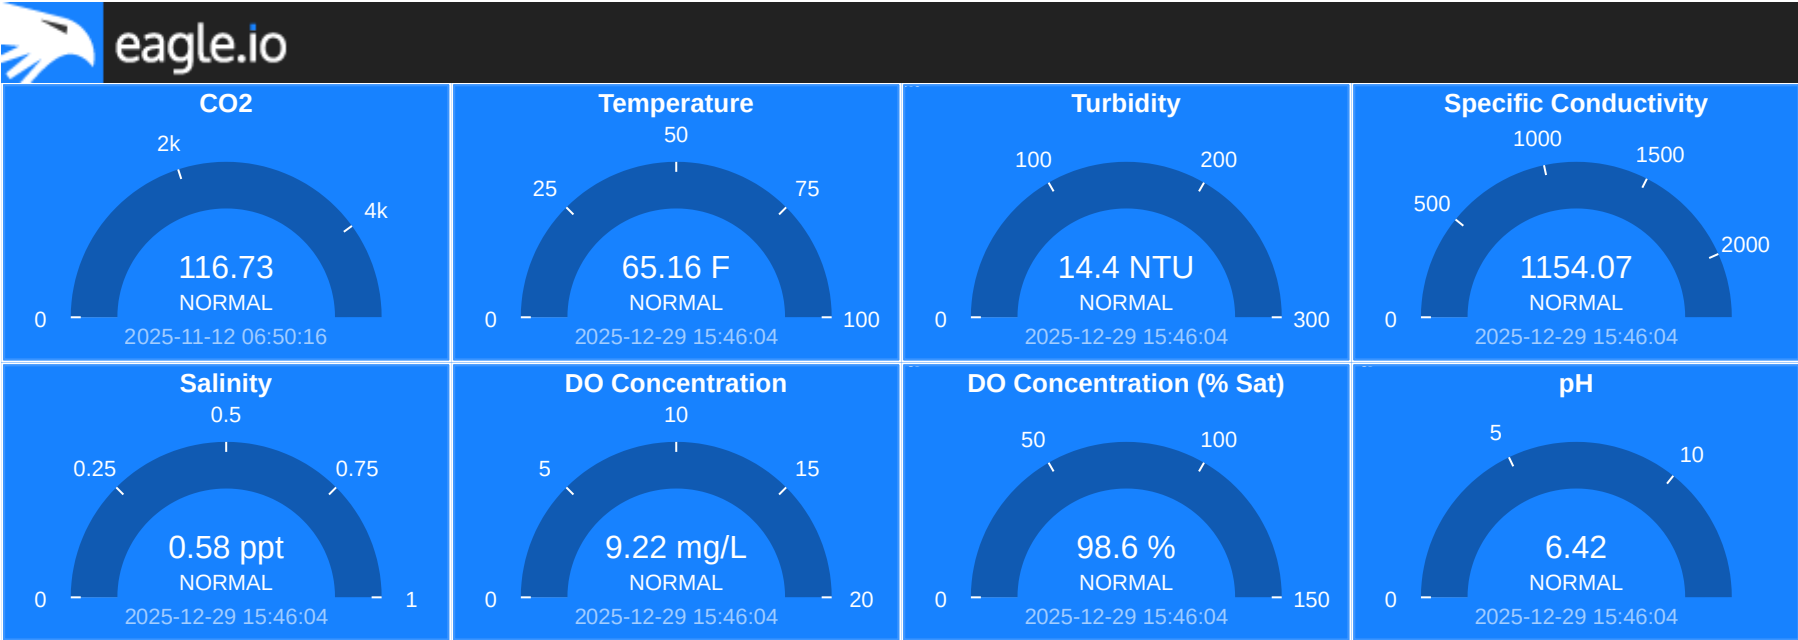 eagle.io
CO2
2k
4k
0
116.73
NORMAL
2025-11-12 06:50:16
Temperature
50
25
75
0
100
65.16 F
NORMAL
2025-12-29 15:46:04
Turbidity
100
200
0
300
14.4 NTU
NORMAL
2025-12-29 15:46:04
Specific Conductivity
1000
1500
500
2000
0
1154.07
NORMAL
2025-12-29 15:46:04
Salinity
0.5
0.25
0.75
0
1
0.58 ppt
NORMAL
2025-12-29 15:46:04
DO Concentration
10
5
15
0
20
9.22 mg/L
NORMAL
2025-12-29 15:46:04
DO Concentration (% Sat)
50
100
0
150
98.6 %
NORMAL
2025-12-29 15:46:04
pH
5
10
0
6.42
NORMAL
2025-12-29 15:46:04